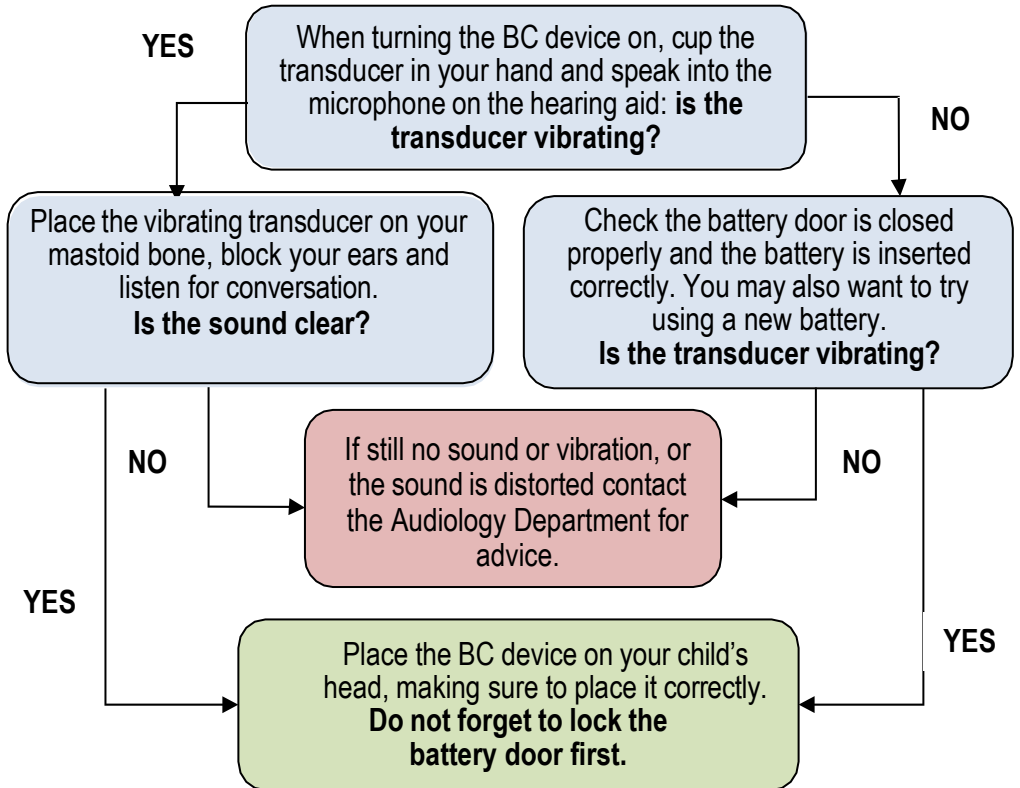 YES
When turning the BC device on, cup the
transducer in your hand and speak into the
microphone on the hearing aid: is the
transducer vibrating?
NO
Place the vibrating transducer on your
mastoid bone, block your ears and
listen for conversation.
Is the sound clear?
Check the battery door is closed
properly and the battery is inserted
correctly. You may also want to try
using a new battery.
Is the transducer vibrating?
NO
If still no sound or vibration, or
the sound is distorted contact
the Audiology Department for
advice.
NO
YES
Place the BC device on your child’s
head, making sure to place it correctly.
Do not forget to lock the
battery door first.
YES